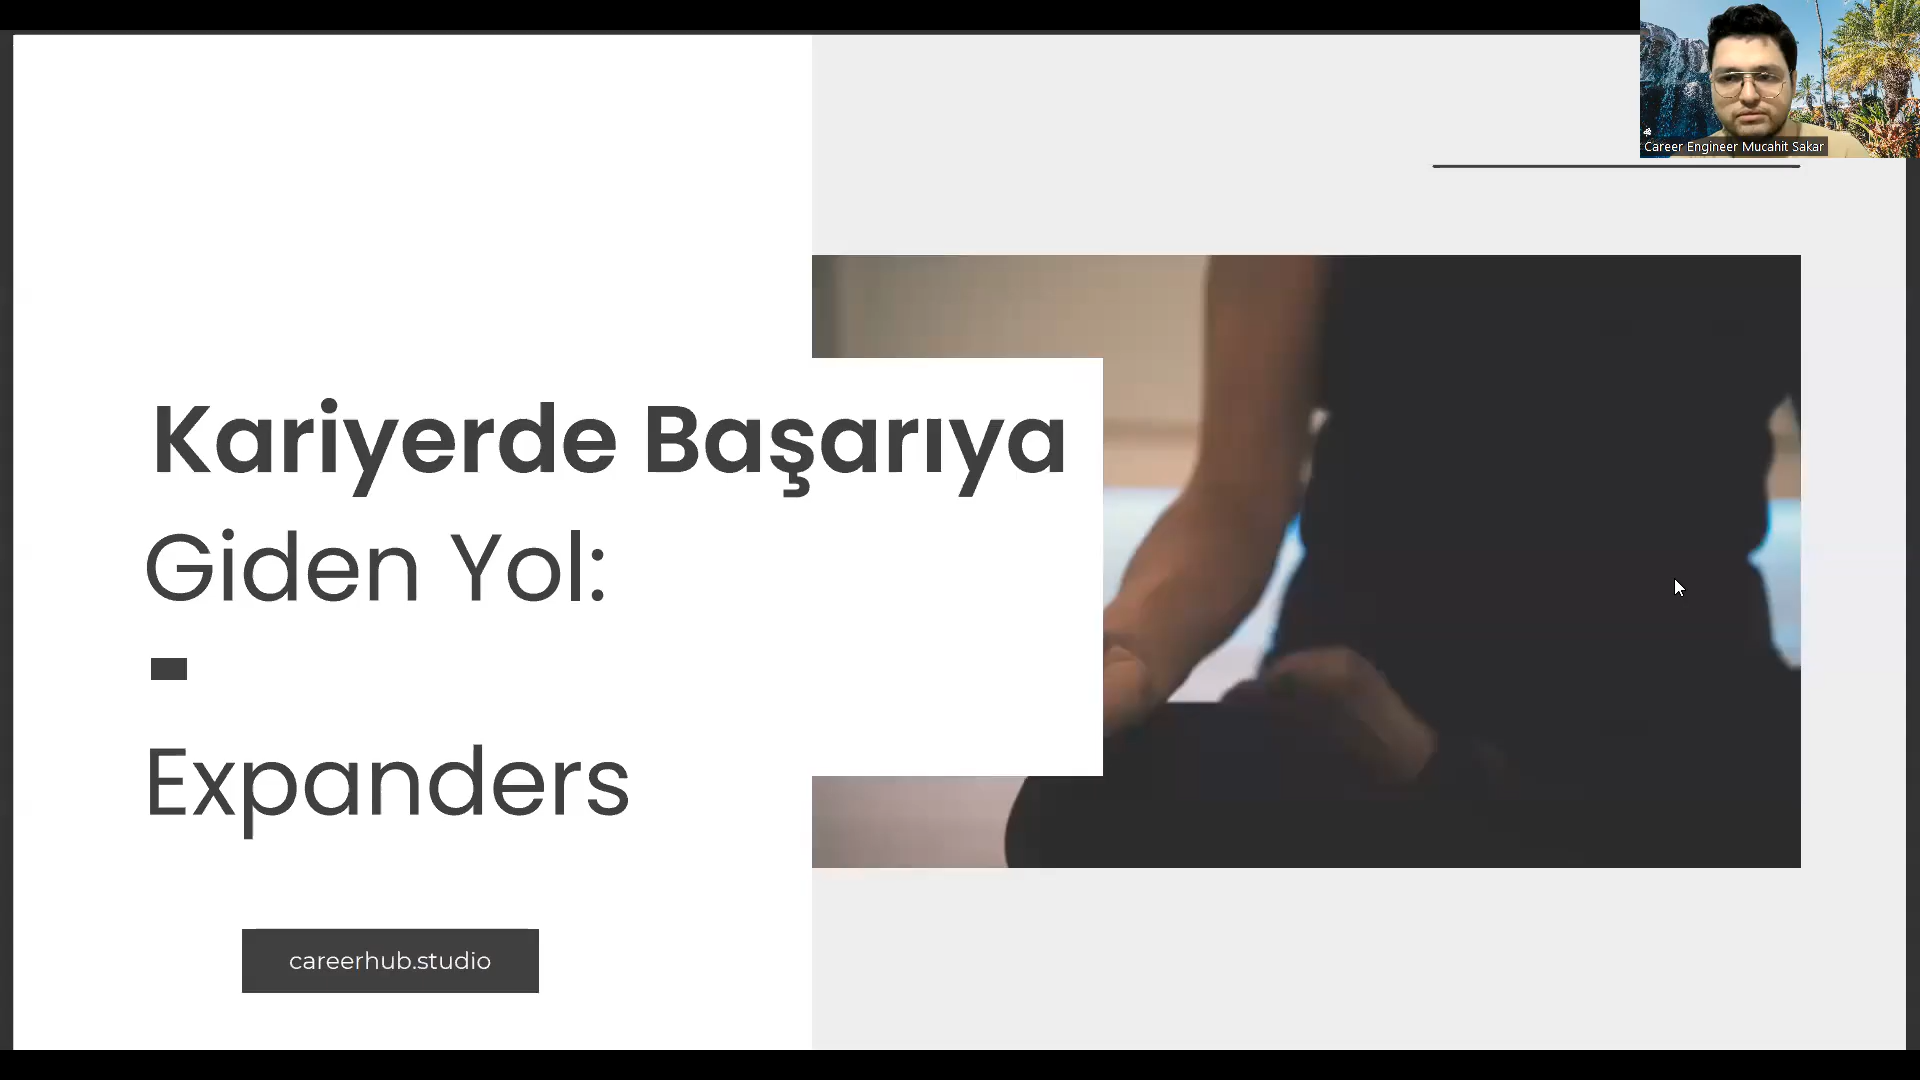 Career Engineer Mucahit Sakar
Kariyerde Başarıya
Giden Yol:
-
Expanders
careerhub.studio